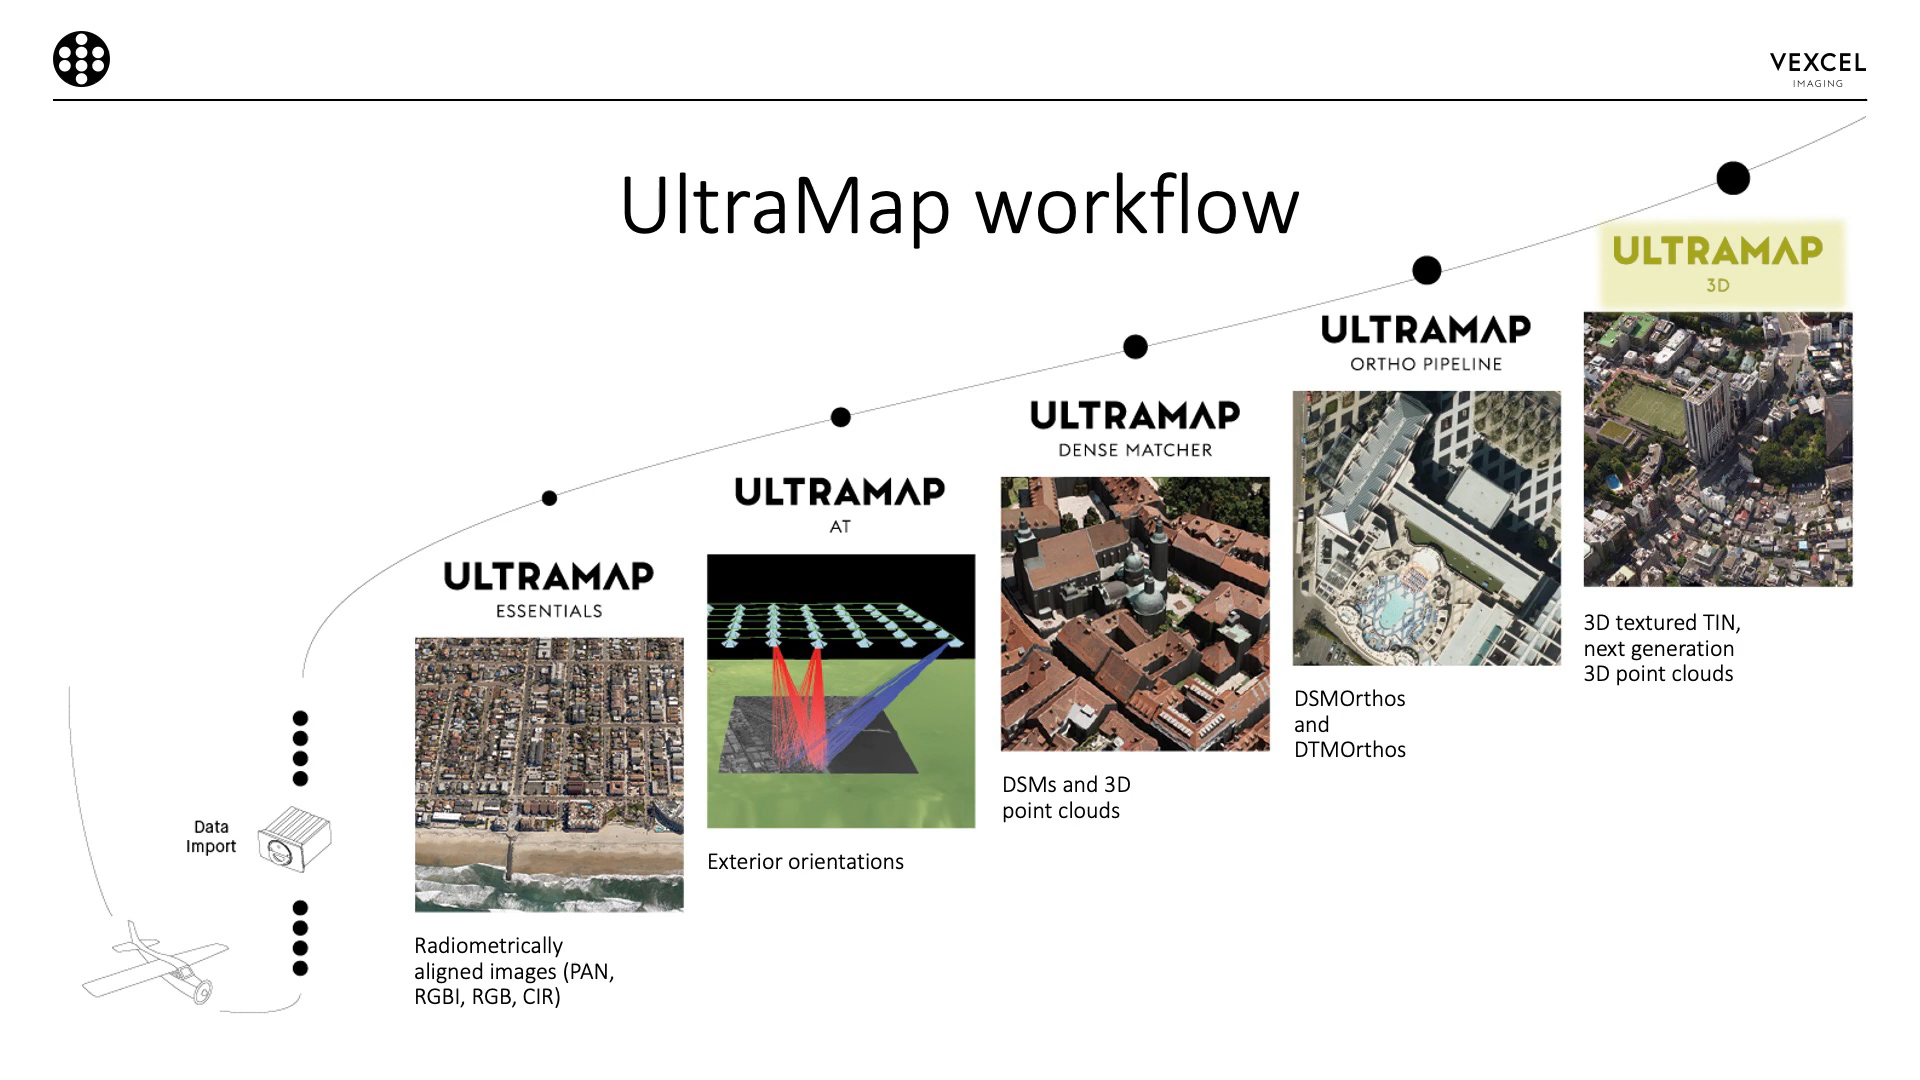 VEXCEL
IMAGING
UltraMap workflow
ULTRAMAP
3D
ULTRAMAP
ORTHO PIPELINE
ULTRAMAP
DENSE MATCHER
ULTRAMAP
AT
ULTRAMAP
ESSENTIALS
3D textured TIN,
next generation
3D point clouds
DSMOrthos
and
DTMOrthos
DSMs and 3D
point clouds
Data
Import
Exterior orientations
Radiometrically
aligned images (PAN,
RGBI, RGB, CIR)